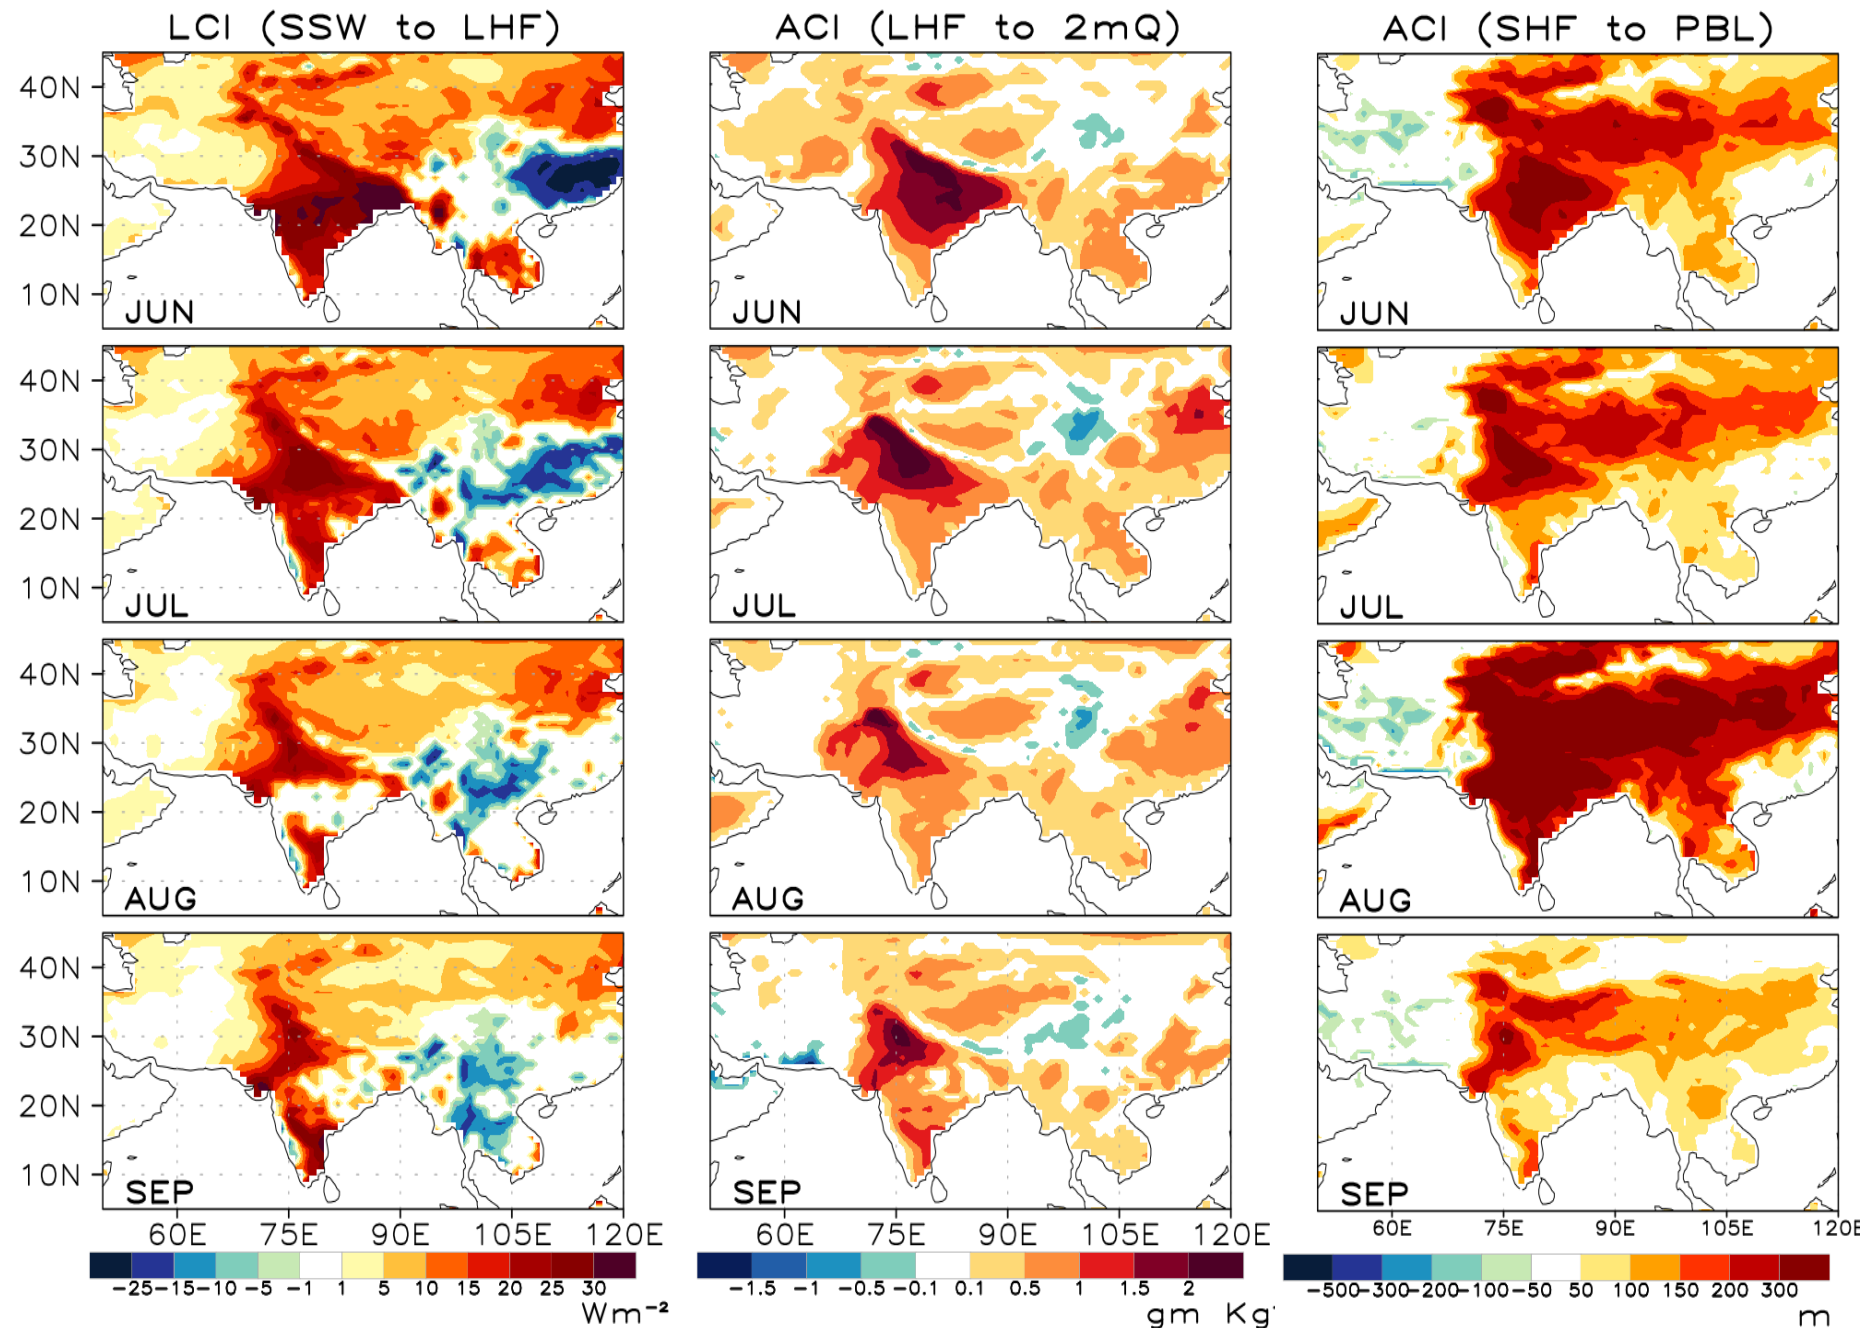 LCI (SSW to LHF) ACI (LHF to 2mQ) ACI (SHF to PBL)
40N
30N
20N
10N
JUN JUN JUN
40N
30N
20N
10N
JUL JUL JUL
40N
30N
20N
10N
AUG AUG AUG
40N
30N
20N
10N
SEP SEP SEP
60E 75E 90E 105E 120E 60E 75E 90E 105E 120E 60E 75E 90E 105E 120E
-25 -15 -10 -5 -1 1 5 10 15 20 25 30 -1.5 -1 -0.5 -0.1 0.1 0.5 1 1.5 2 -500 -300 -200 -100 -50 50 100 150 200 300
Wm⁻² gm Kg m